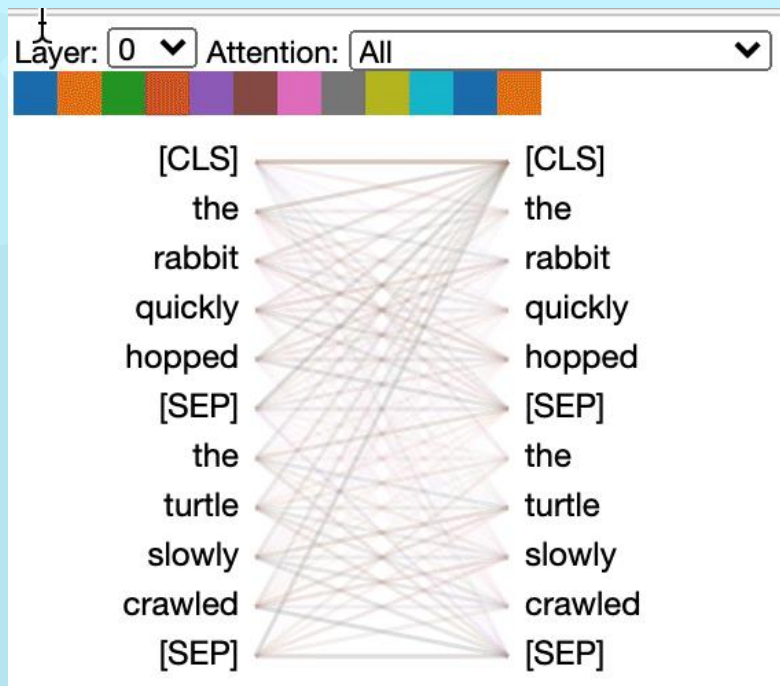 Layer: 0 Attention: All
[CLS] [CLS]
the the
rabbit rabbit
quickly quickly
hopped hopped
[SEP] [SEP]
the the
turtle turtle
slowly slowly
crawled crawled
[SEP] [SEP]